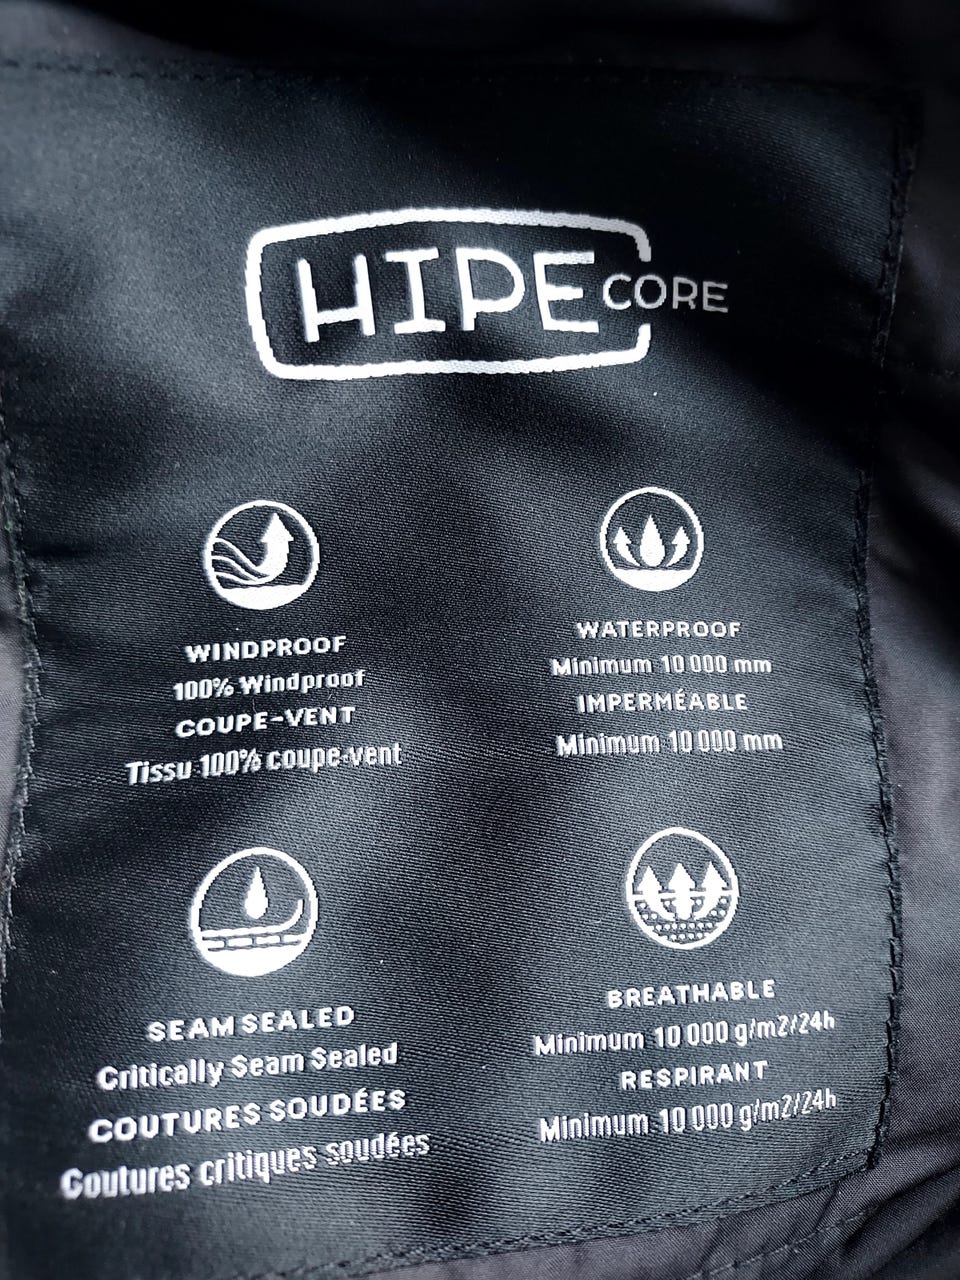 HIPE CORE
WINDPROOF
100% Windproof
COUPE-VENT
Tissu 100% coupe-vent
WATERPROOF
Minimum 10 000 mm
IMPERMÉABLE
Minimum 10 000 mm
SEAM SEALED
Critically Seam Sealed
COUTURES SOUDÉES
Coutures critiques soudées
BREATHABLE
Minimum 10 000 g/m2/24h
RESPIRANT
Minimum 10 000 g/m2/24h